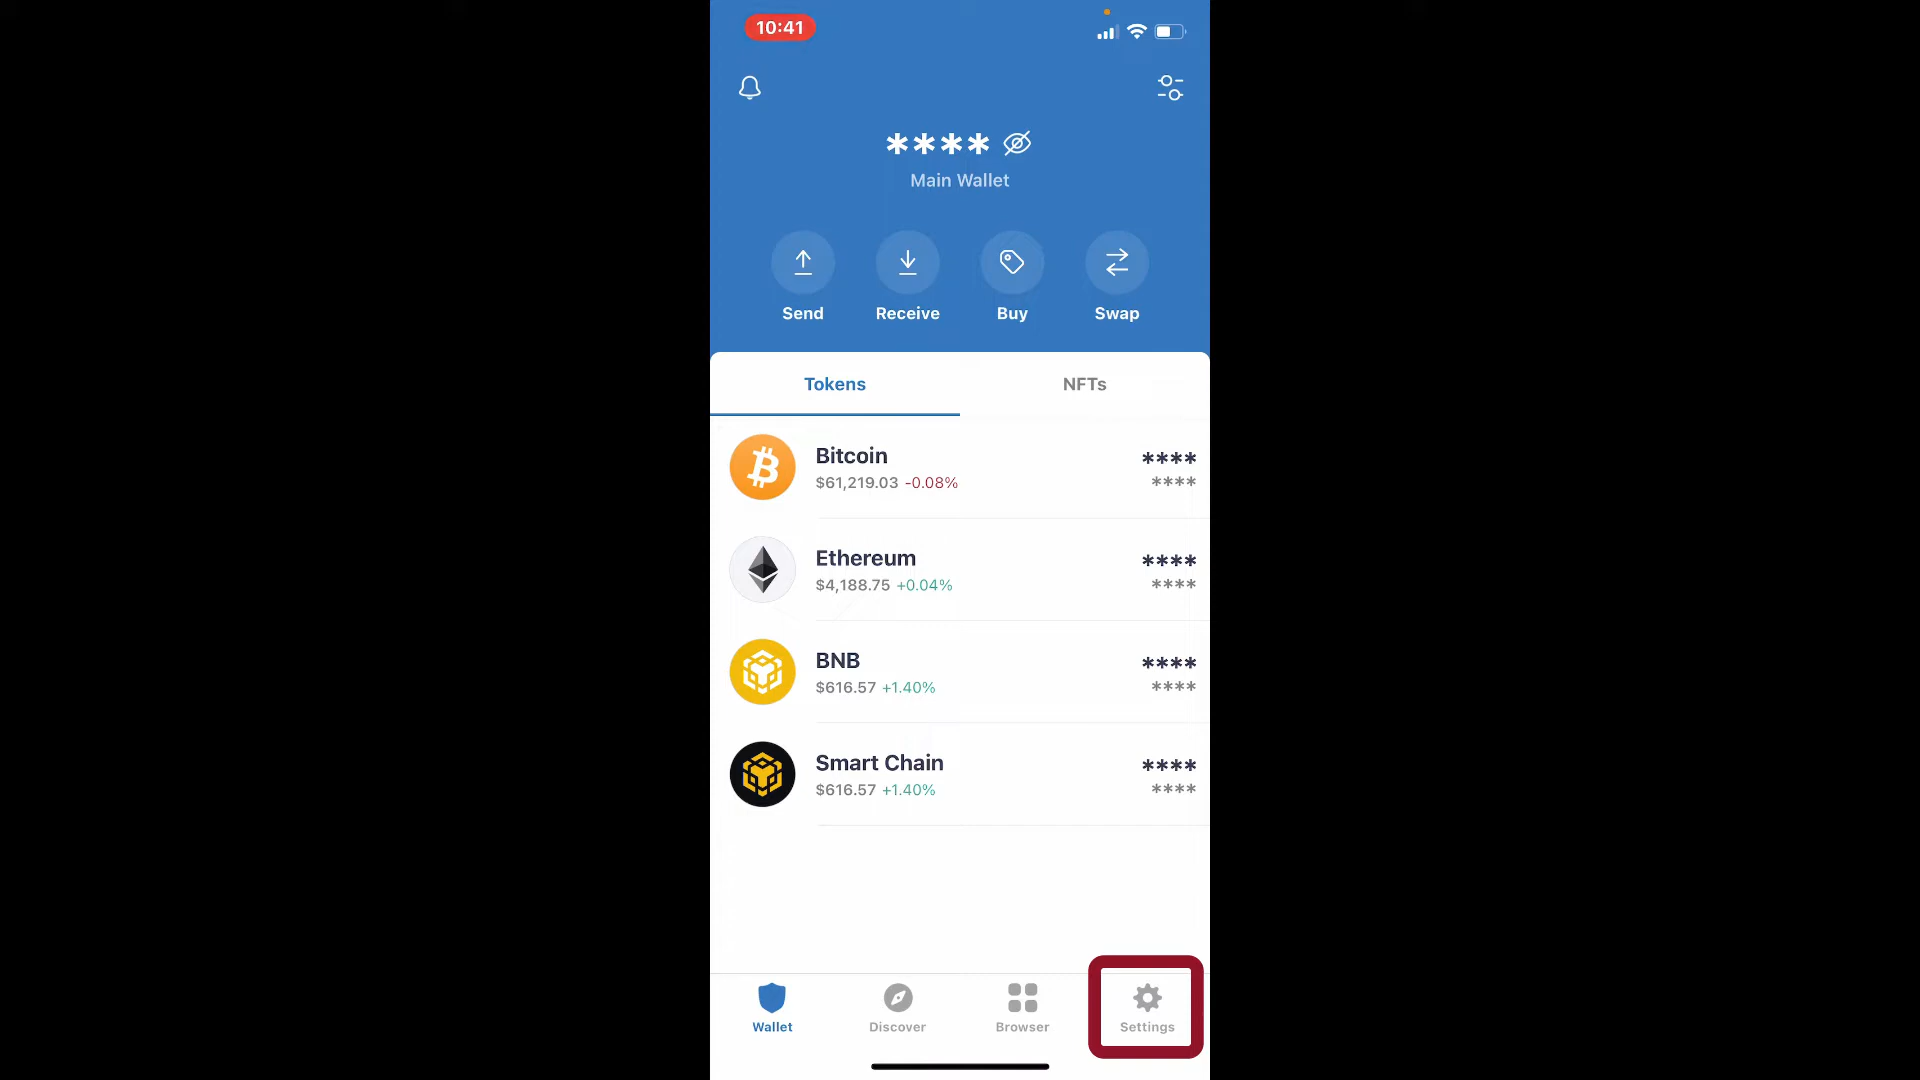 10:41
****
Main Wallet
Send Receive Buy Swap
Tokens NFTs
Bitcoin ****
$61,219.03 -0.08% ****
Ethereum ****
$4,188.75 +0.04% ****
BNB ****
$616.57 +1.40% ****
Smart Chain ****
$616.57 +1.40% ****
Wallet Discover Browser Settings